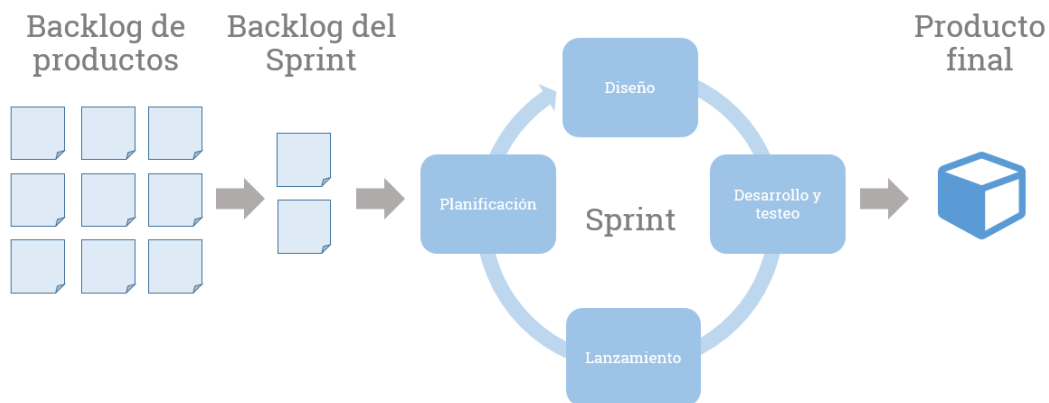 Backlog de
productos
Backlog del
Sprint
Producto
final
Diseño
Planificación
Sprint
Desarrollo y
testeo
Lanzamiento